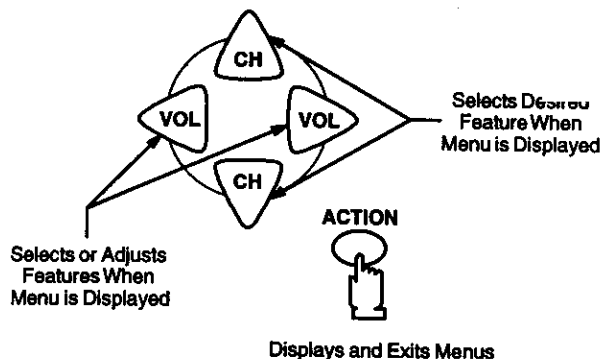 CH
VOL
VOL
CH
Selects Desired
Feature When
Menu is Displayed
ACTION
Selects or Adjusts
Features When
Menu is Displayed
Displays and Exits Menus